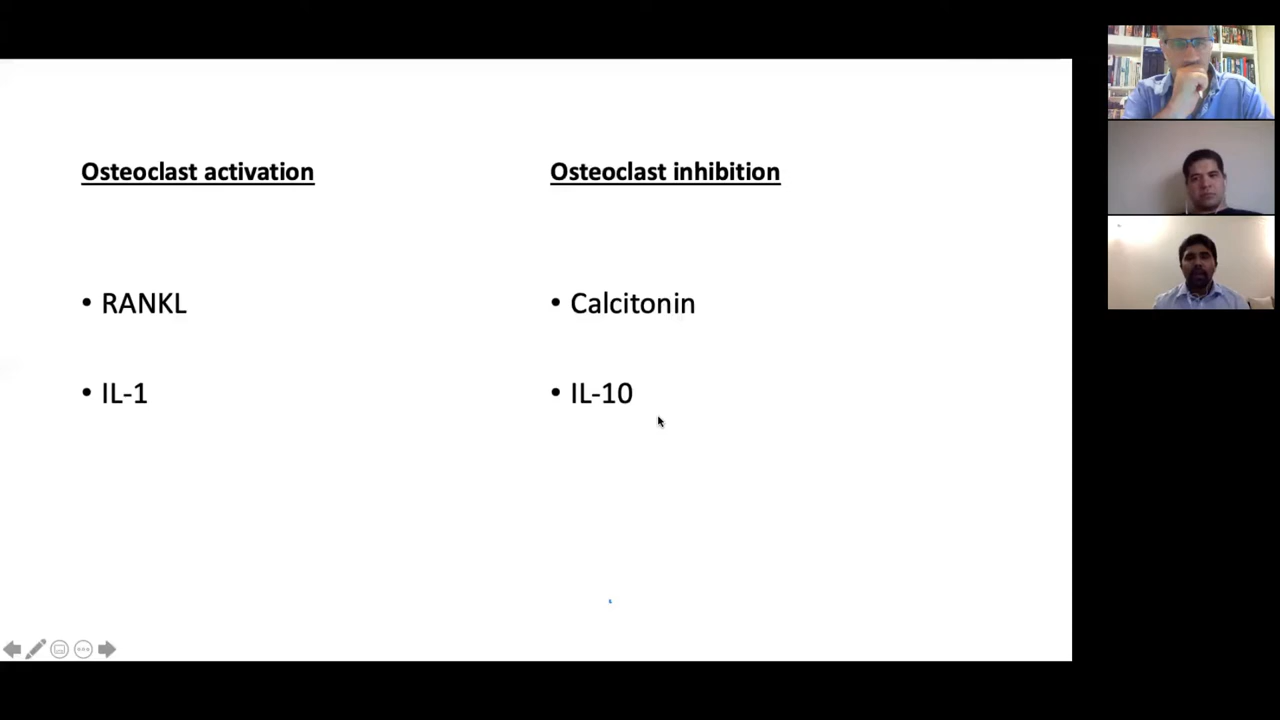 Osteoclast activation
• RANKL
• IL-1
Osteoclast inhibition
• Calcitonin
• IL-10